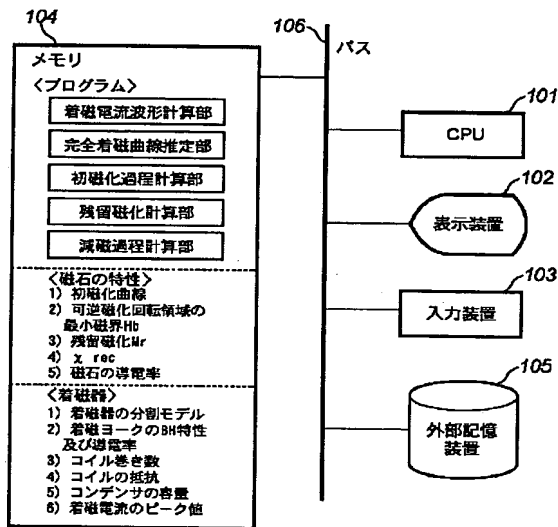 104
メモリ
<プログラム>
着磁電流波形計算部
完全着磁曲線推定部
初磁化過程計算部
残留磁化計算部
減磁過程計算部
<磁石の特性>
1) 初磁化曲線
2) 可逆磁化回転領域の
最小磁界Hb
3) 残留磁化Mr
4) χ rec
5) 磁石の導電率
<着磁器>
1) 着磁器の分割モデル
2) 着磁ヨークのBH特性
及び導電率
3) コイル巻き数
4) コイルの抵抗
5) コンデンサの容量
6) 着磁電流のピーク値
106
バス
101
CPU
102
表示装置
103
入力装置
105
外部記憶
装置